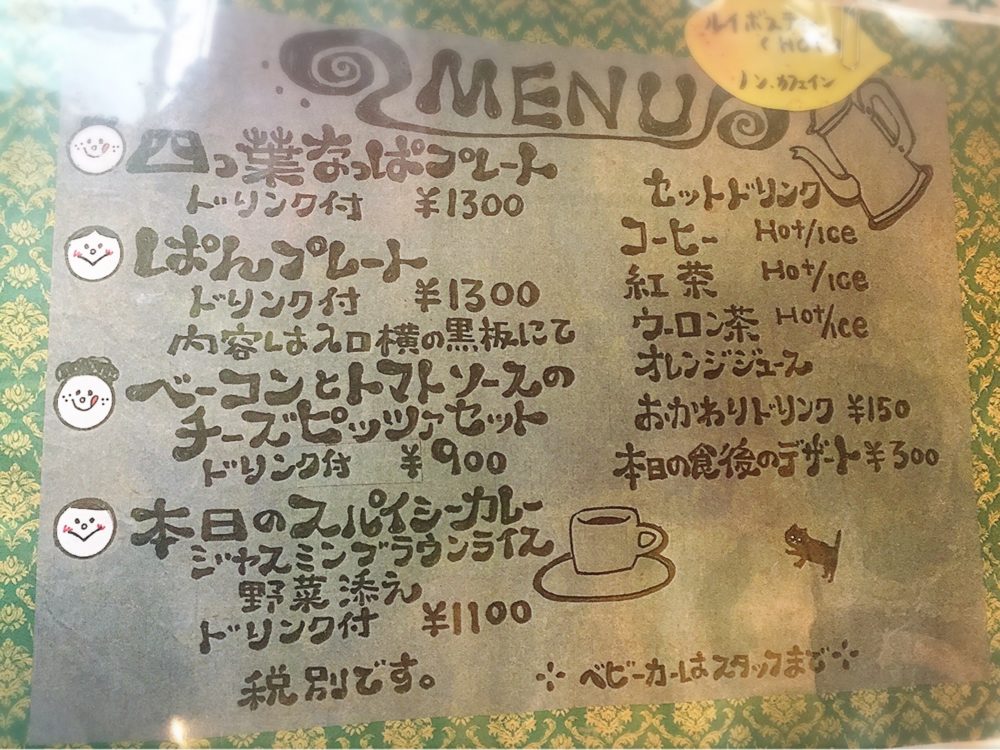 MENU
四つ葉なっぱプレート
ドリンク付 ¥1300
ぱんプレート
ドリンク付 ¥1300
内容は入口横の黒板にて
ベーコンとトマトソースの
チーズピッツァセット
ドリンク付 ¥900
本日のスパイシーカレー
ジャスミンブラウンライス
野菜添え
ドリンク付 ¥1100
税別です。
ルイボスティー
(HOT)
ノンカフェイン
セットドリンク
コーヒー Hot/ice
紅茶 Hot/ice
ウーロン茶 Hot/ice
オレンジジュース
おかわりドリンク ¥150
本日の食後のデザート ¥300
ベビーカーはスタッフまで